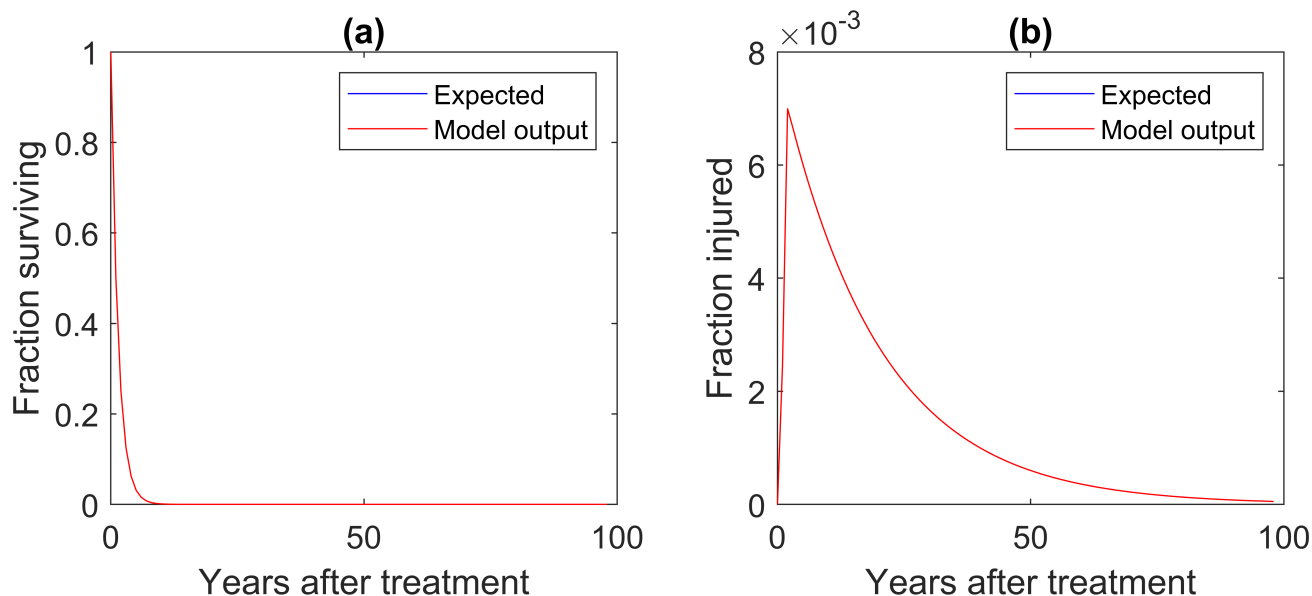 (a)
1
0.8
0.6
0.4
0.2
0
0
50
100
Fraction surviving
Years after treatment
Expected
Model output
(b)
×10-3
8
6
4
2
0
0
50
100
Fraction injured
Years after treatment
Expected
Model output